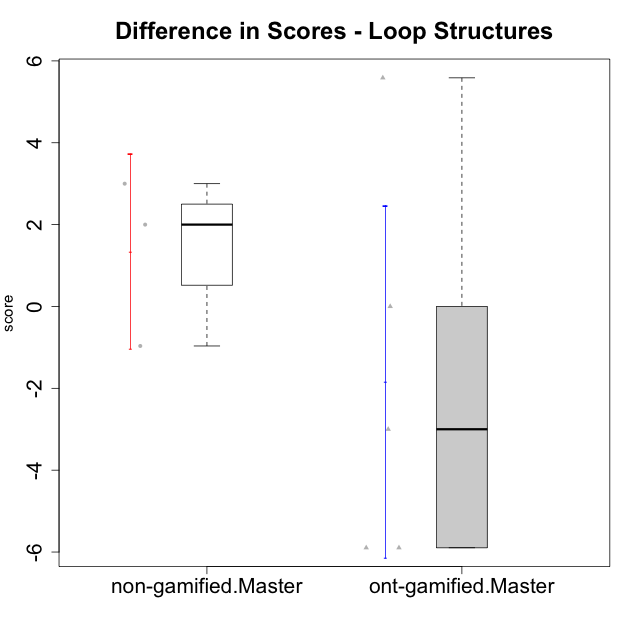 Difference in Scores - Loop Structures
6
4
2
0
-2
-4
-6
score
non-gamified.Master
ont-gamified.Master